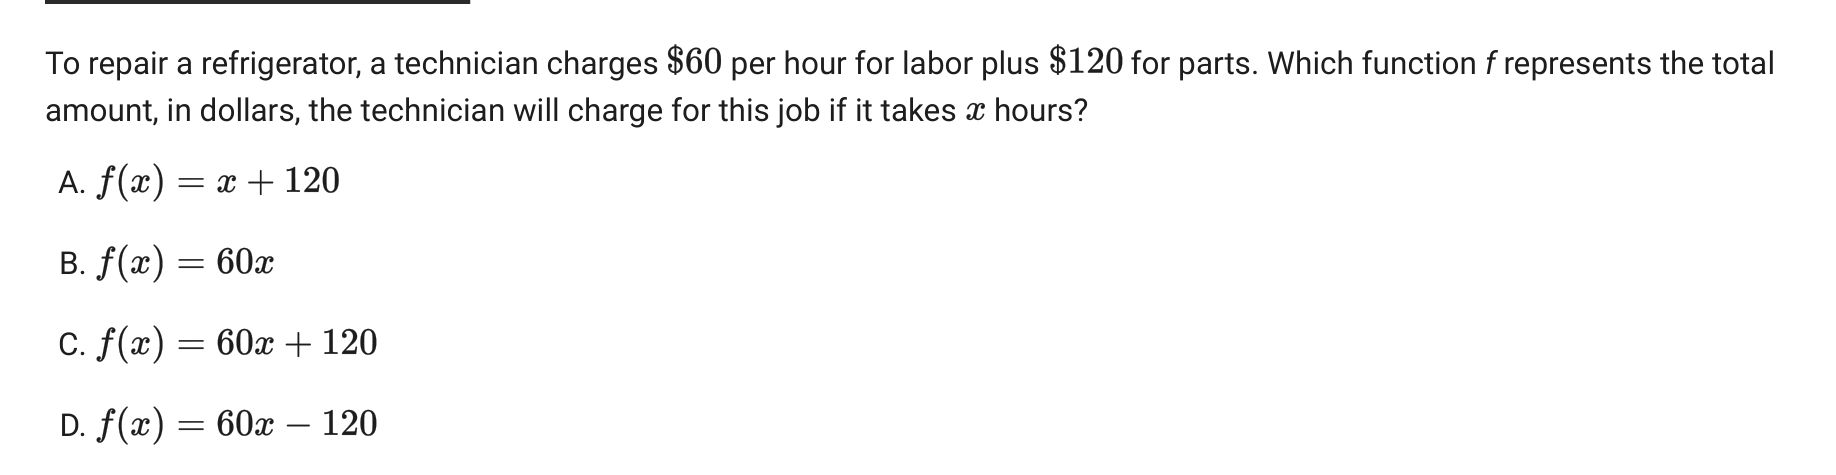 To repair a refrigerator, a technician charges $60 per hour for labor plus $120 for parts. Which function f represents the total
amount, in dollars, the technician will charge for this job if it takes x hours?
A. f(x) = x + 120
B. f(x) = 60x
C. f(x) = 60x + 120
D. f(x) = 60x − 120